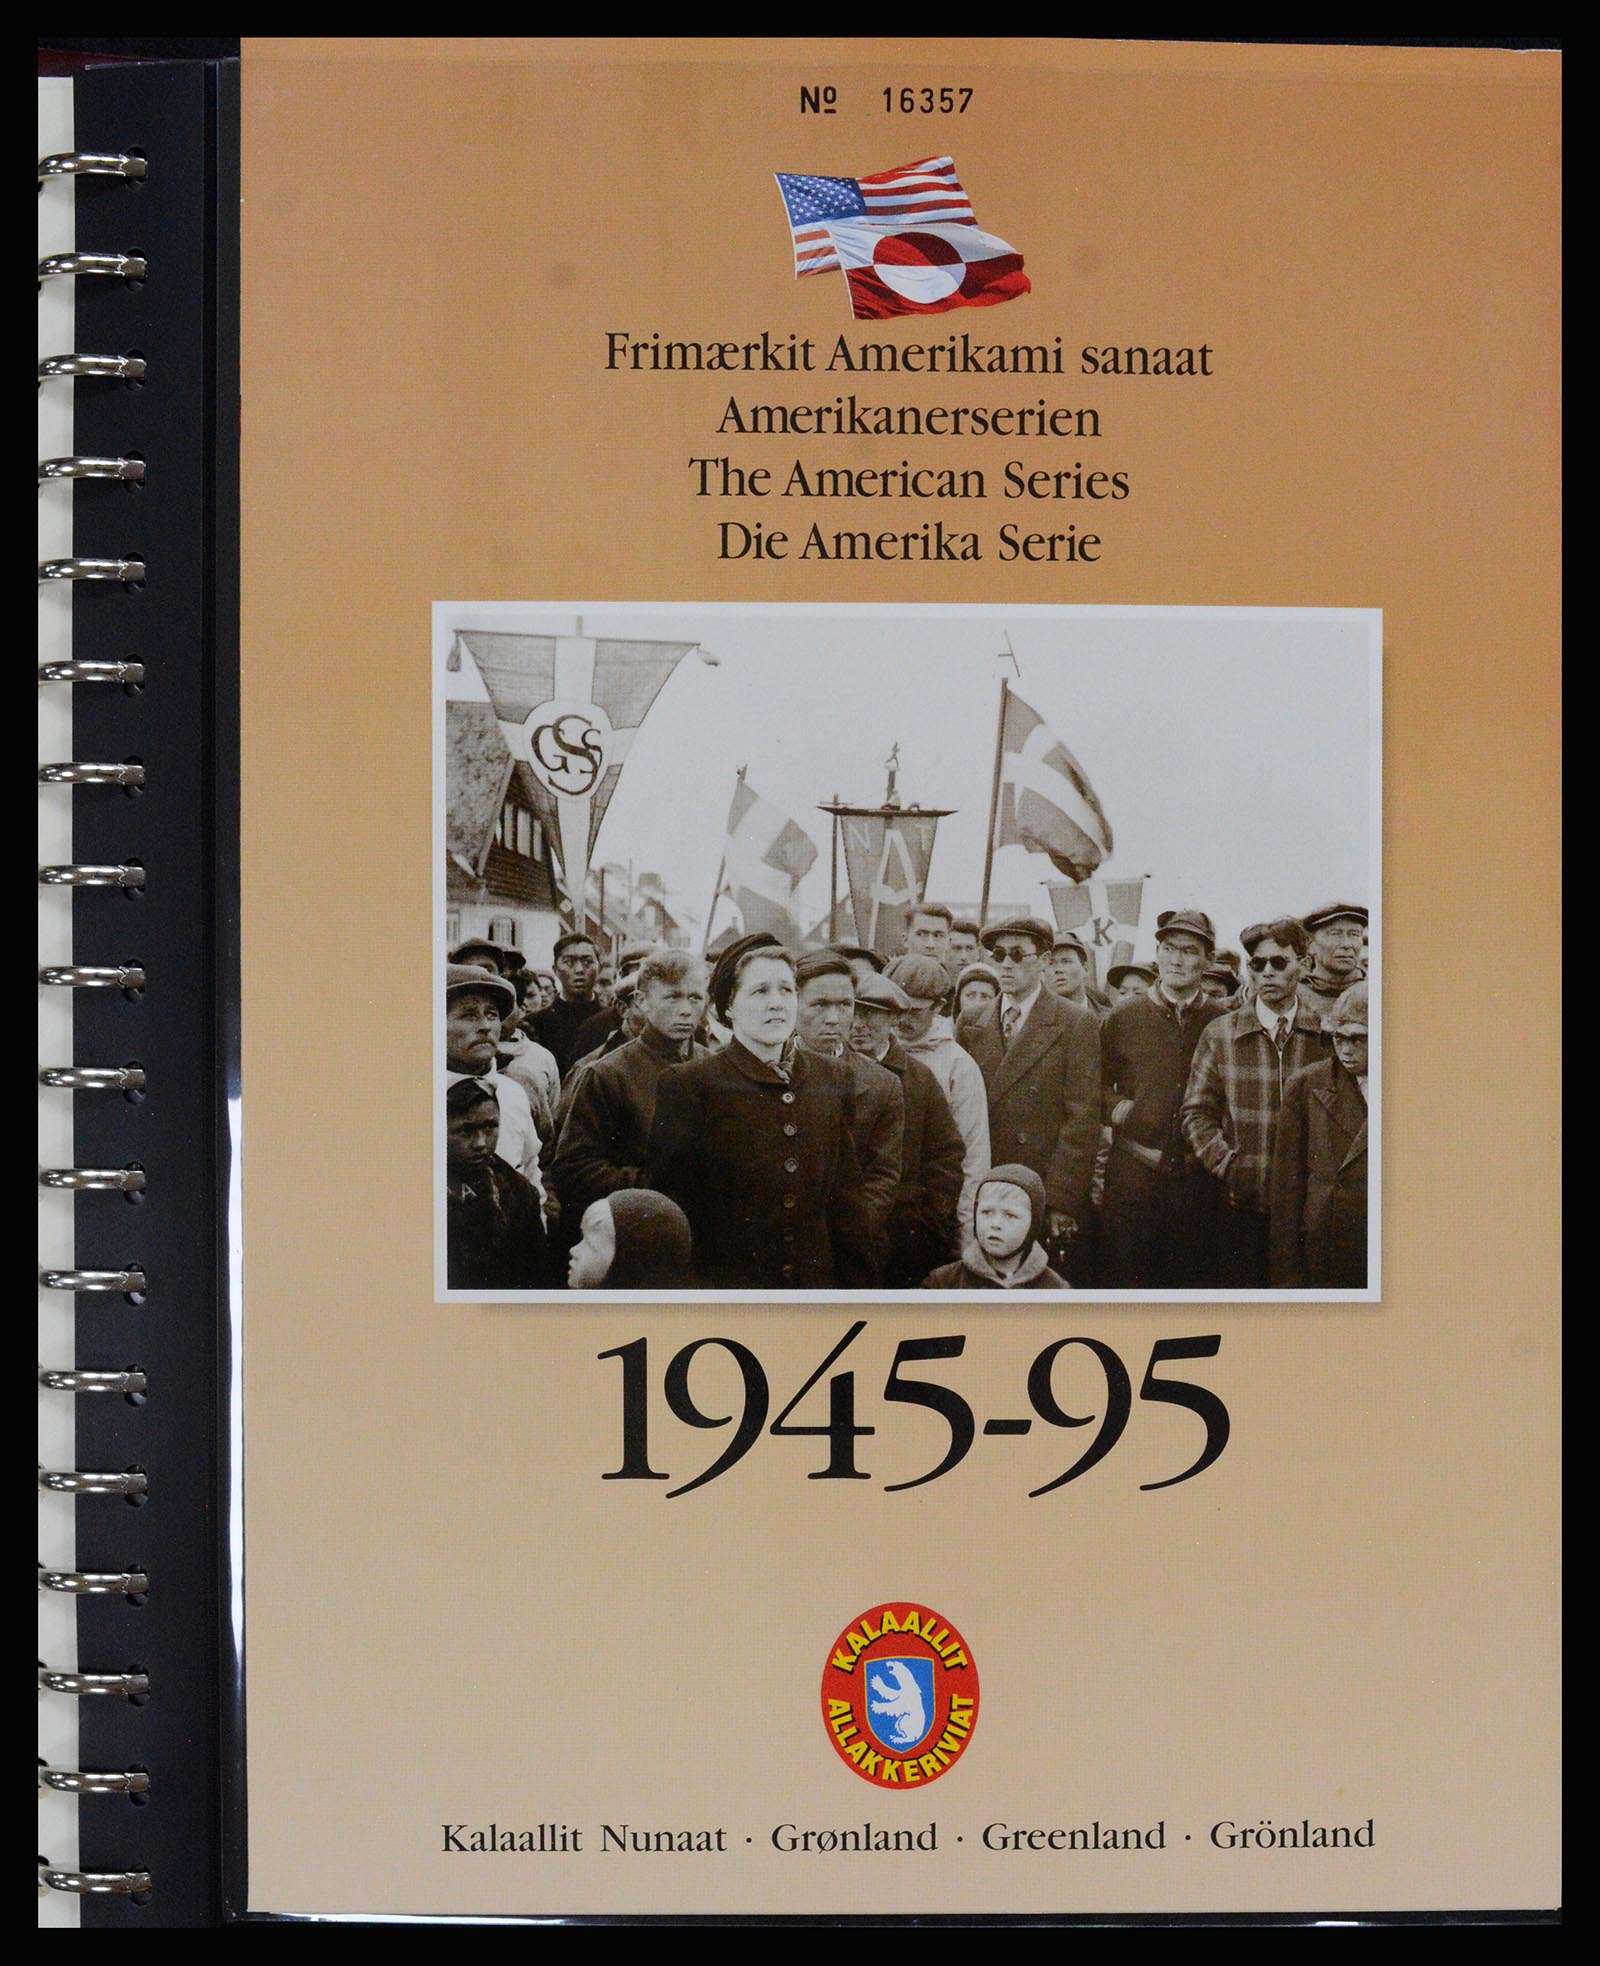 Nº 16357
Frimærkit Amerikami sanaat
Amerikanerserien
The American Series
Die Amerika Serie
GSS
NAT
A
K
A
1945-95
KALAALLIT
ALLAKKERIVIAT
Kalaallit Nunaat · Grønland · Greenland · Grönland